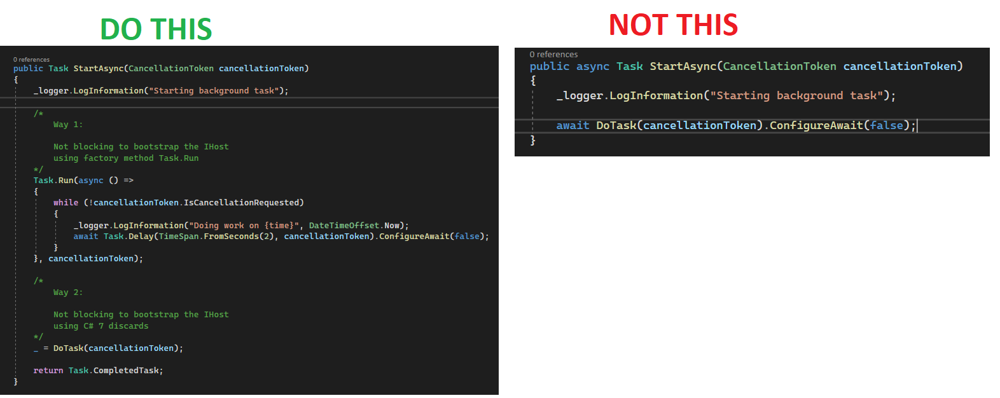 DO THIS
0 references
public Task StartAsync(CancellationToken cancellationToken)
{
_logger.LogInformation("Starting background task");
/*
Way 1:
Not blocking to bootstrap the IHost
using factory method Task.Run
*/
Task.Run(async () =>
{
while (!cancellationToken.IsCancellationRequested)
{
_logger.LogInformation("Doing work on {time}", DateTimeOffset.Now);
await Task.Delay(TimeSpan.FromSeconds(2), cancellationToken).ConfigureAwait(false);
}
}, cancellationToken);
/*
Way 2:
Not blocking to bootstrap the IHost
using C# 7 discards
*/
_ = DoTask(cancellationToken);
return Task.CompletedTask;
}
NOT THIS
0 references
public async Task StartAsync(CancellationToken cancellationToken)
{
_logger.LogInformation("Starting background task");
await DoTask(cancellationToken).ConfigureAwait(false);
}